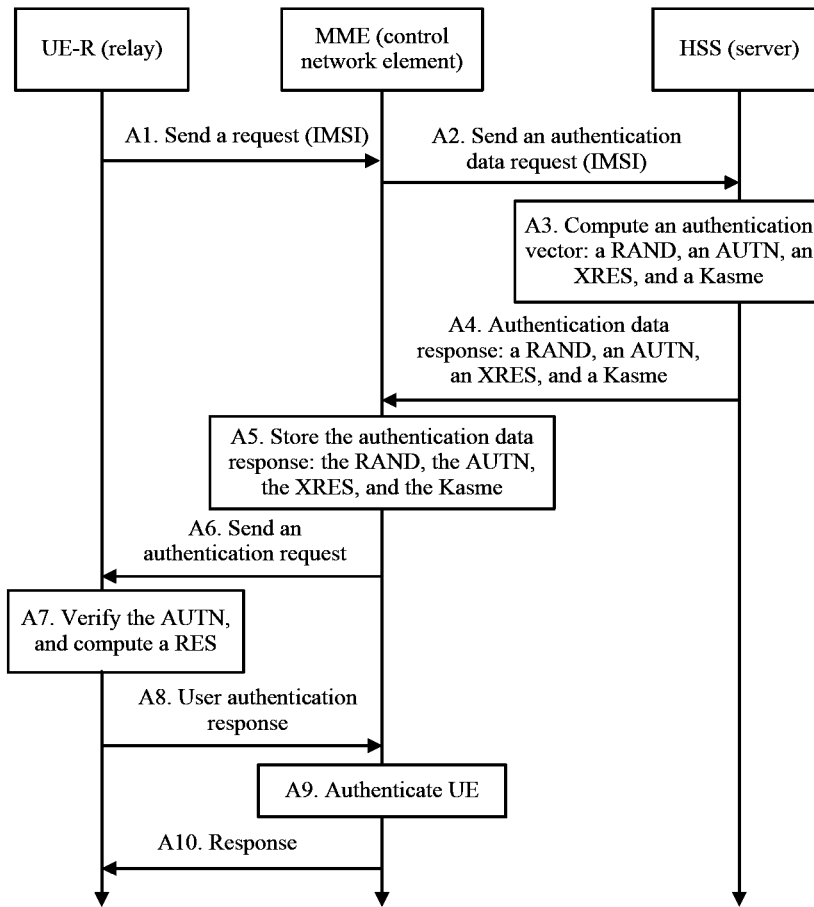 UE-R (relay)
MME (control
network element)
HSS (server)
A1. Send a request (IMSI)
A2. Send an authentication
data request (IMSI)
A3. Compute an authentication
vector: a RAND, an AUTN, an
XRES, and a Kasme
A4. Authentication data
response: a RAND, an AUTN,
an XRES, and a Kasme
A5. Store the authentication data
response: the RAND, the AUTN,
the XRES, and the Kasme
A6. Send an
authentication request
A7. Verify the AUTN,
and compute a RES
A8. User authentication
response
A9. Authenticate UE
A10. Response